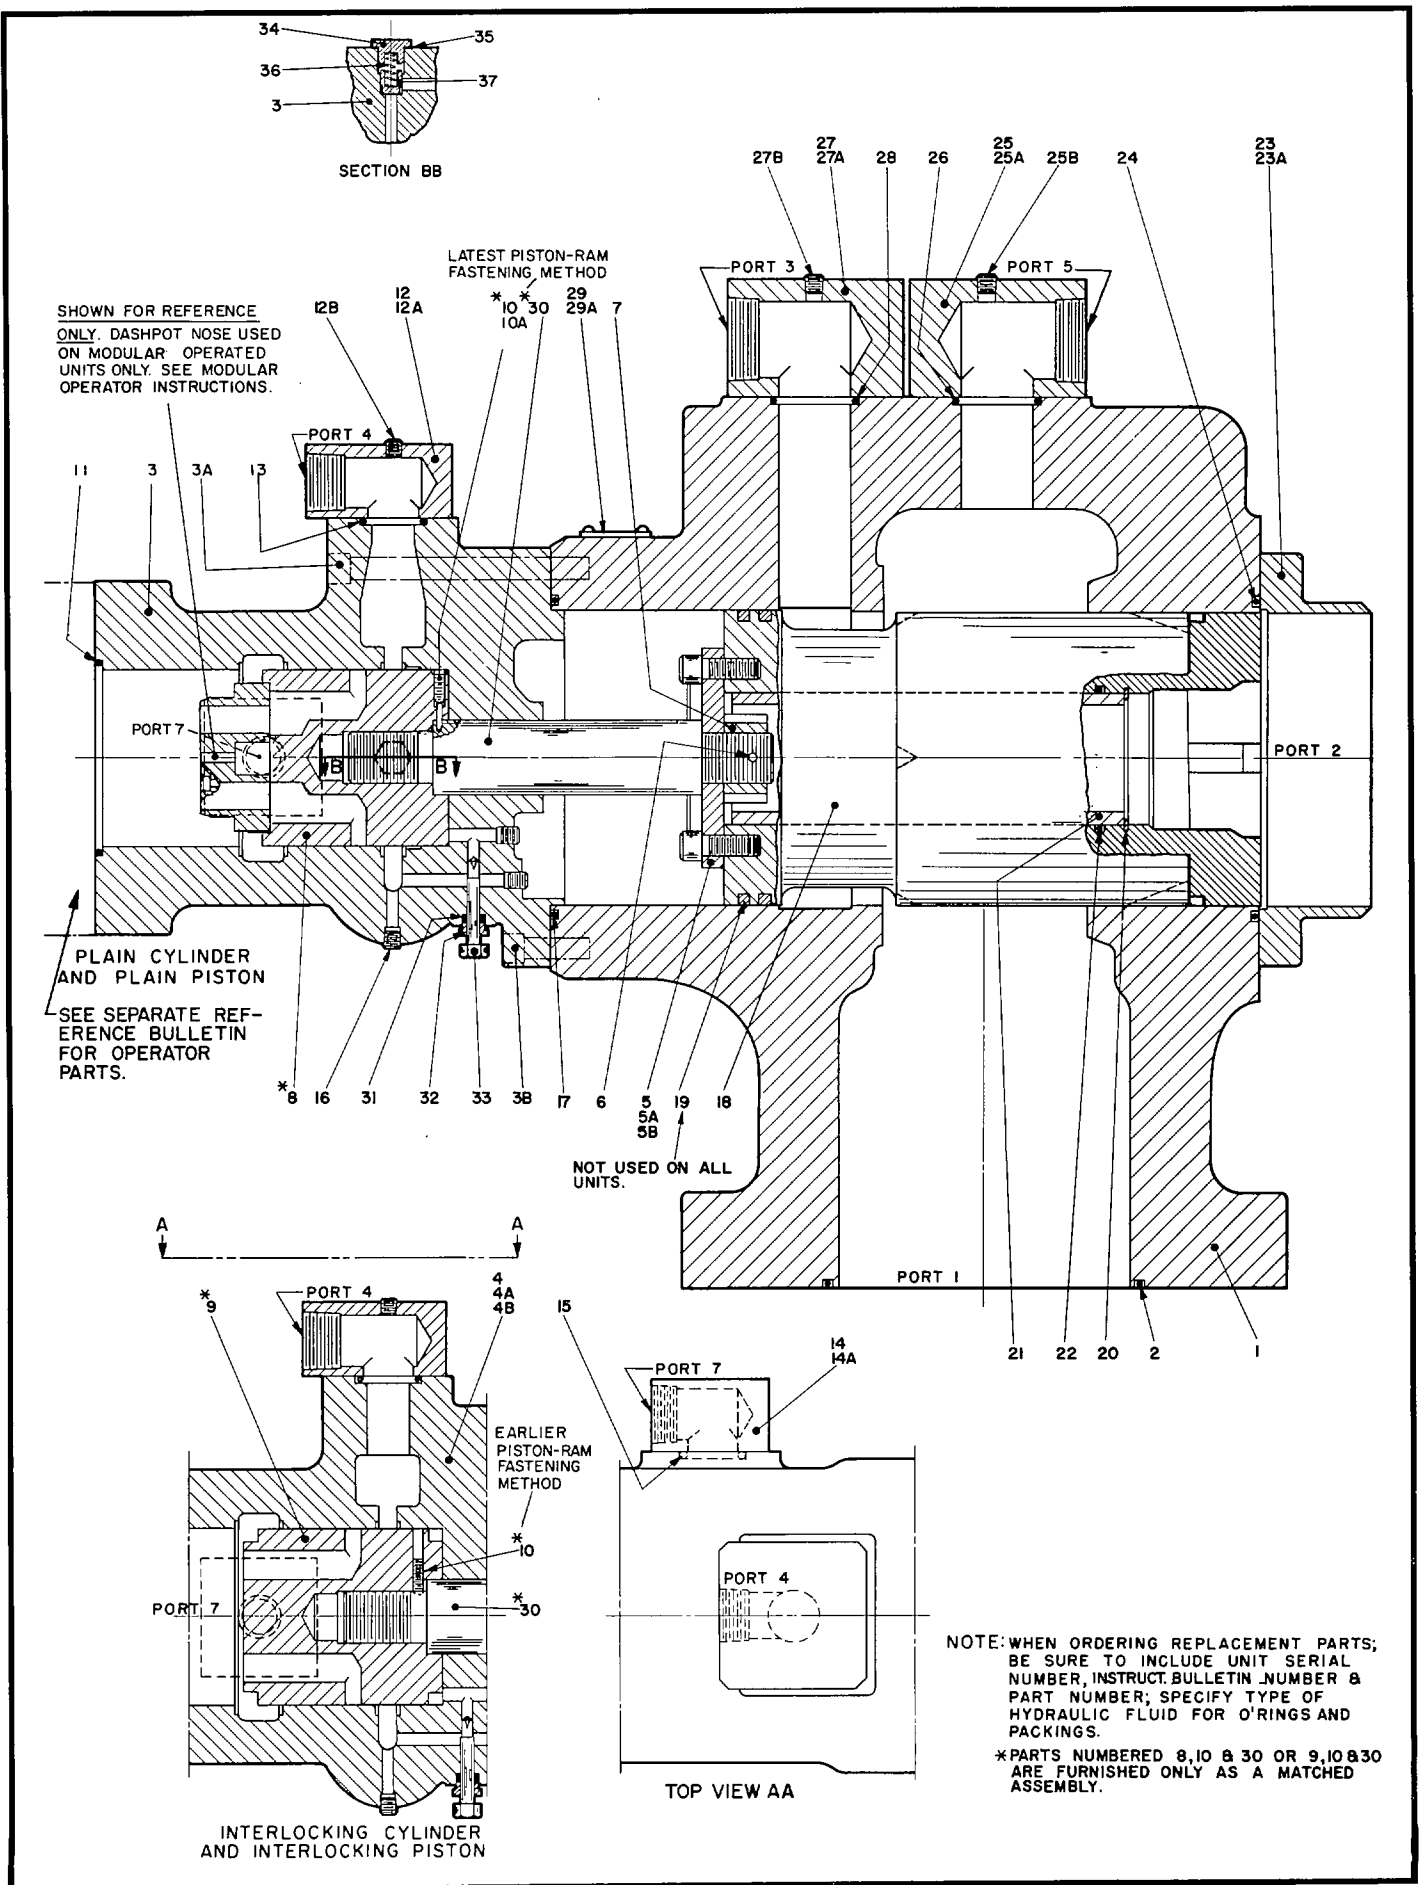 34
35
36
37
3
SECTION BB
27
27B 27A 28 26
25
25A 25B 24
23
23A
LATEST PISTON-RAM
FASTENING METHOD
*10 *30 29 7
10A 29A
PORT 3
PORT 5
SHOWN FOR REFERENCE
ONLY. DASHPOT NOSE USED
ON MODULAR OPERATED
UNITS ONLY. SEE MODULAR
OPERATOR INSTRUCTIONS.
12B 12
12A
PORT 4
11 3 3A 13
PORT 7
B B
PORT 2
PLAIN CYLINDER
AND PLAIN PISTON
SEE SEPARATE REF-
ERENCE BULLETIN
FOR OPERATOR
PARTS.
*8 16 31 32 33 3B 17 6 5 19 18
5A
5B
NOT USED ON ALL
UNITS.
A A
PORT 1
*9
PORT 4
4
4A
4B
15
14
14A
21 22 20 2 1
PORT 7
EARLIER
PISTON-RAM
FASTENING
METHOD
*10
*30
PORT 7
PORT 4
TOP VIEW AA
INTERLOCKING CYLINDER
AND INTERLOCKING PISTON
NOTE: WHEN ORDERING REPLACEMENT PARTS;
BE SURE TO INCLUDE UNIT SERIAL
NUMBER, INSTRUCT. BULLETIN NUMBER &
PART NUMBER; SPECIFY TYPE OF
HYDRAULIC FLUID FOR O'RINGS AND
PACKINGS.
*PARTS NUMBERED 8,10 & 30 OR 9,10 &30
ARE FURNISHED ONLY AS A MATCHED
ASSEMBLY.